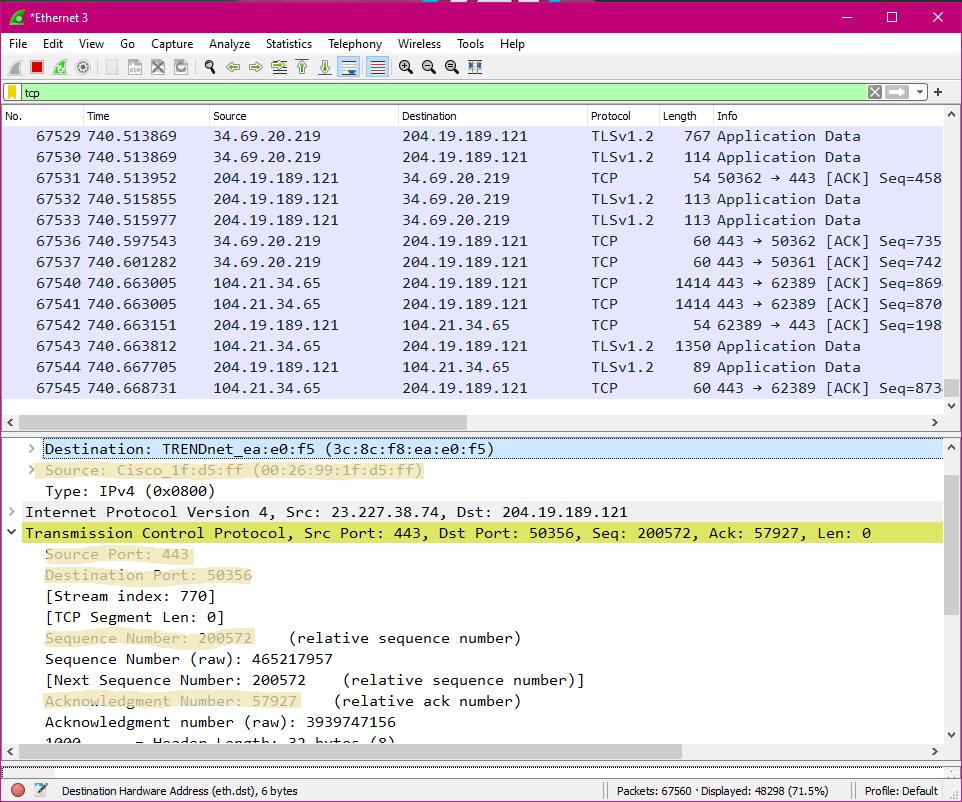 *Ethernet 3
File Edit View Go Capture Analyze Statistics Telephony Wireless Tools Help
tcp
No. Time Source Destination Protocol Length Info
67529 740.513869 34.69.20.219 204.19.189.121 TLSv1.2 767 Application Data
67530 740.513869 34.69.20.219 204.19.189.121 TLSv1.2 114 Application Data
67531 740.513952 204.19.189.121 34.69.20.219 TCP 54 50362 → 443 [ACK] Seq=458
67532 740.515855 204.19.189.121 34.69.20.219 TLSv1.2 113 Application Data
67533 740.515977 204.19.189.121 34.69.20.219 TLSv1.2 113 Application Data
67536 740.597543 34.69.20.219 204.19.189.121 TCP 60 443 → 50362 [ACK] Seq=735
67537 740.601282 34.69.20.219 204.19.189.121 TCP 60 443 → 50361 [ACK] Seq=742
67540 740.663005 104.21.34.65 204.19.189.121 TCP 1414 443 → 62389 [ACK] Seq=869
67541 740.663005 104.21.34.65 204.19.189.121 TCP 1414 443 → 62389 [ACK] Seq=870
67542 740.663151 204.19.189.121 104.21.34.65 TCP 54 62389 → 443 [ACK] Seq=198
67543 740.663812 104.21.34.65 204.19.189.121 TLSv1.2 1350 Application Data
67544 740.667705 204.19.189.121 104.21.34.65 TLSv1.2 89 Application Data
67545 740.668731 104.21.34.65 204.19.189.121 TCP 60 443 → 62389 [ACK] Seq=873
Destination: TRENDnet_ea:e0:f5 (3c:8c:f8:ea:e0:f5)
Source: Cisco_1f:d5:ff (00:26:99:1f:d5:ff)
Type: IPv4 (0x0800)
Internet Protocol Version 4, Src: 23.227.38.74, Dst: 204.19.189.121
Transmission Control Protocol, Src Port: 443, Dst Port: 50356, Seq: 200572, Ack: 57927, Len: 0
Source Port: 443
Destination Port: 50356
[Stream index: 770]
[TCP Segment Len: 0]
Sequence Number: 200572 (relative sequence number)
Sequence Number (raw): 465217957
[Next Sequence Number: 200572 (relative sequence number)]
Acknowledgment Number: 57927 (relative ack number)
Acknowledgment number (raw): 3939747156
1000 .... = Header Length: 32 bytes (8)
Destination Hardware Address (eth.dst), 6 bytes
Packets: 67560 · Displayed: 48298 (71.5%)
Profile: Default